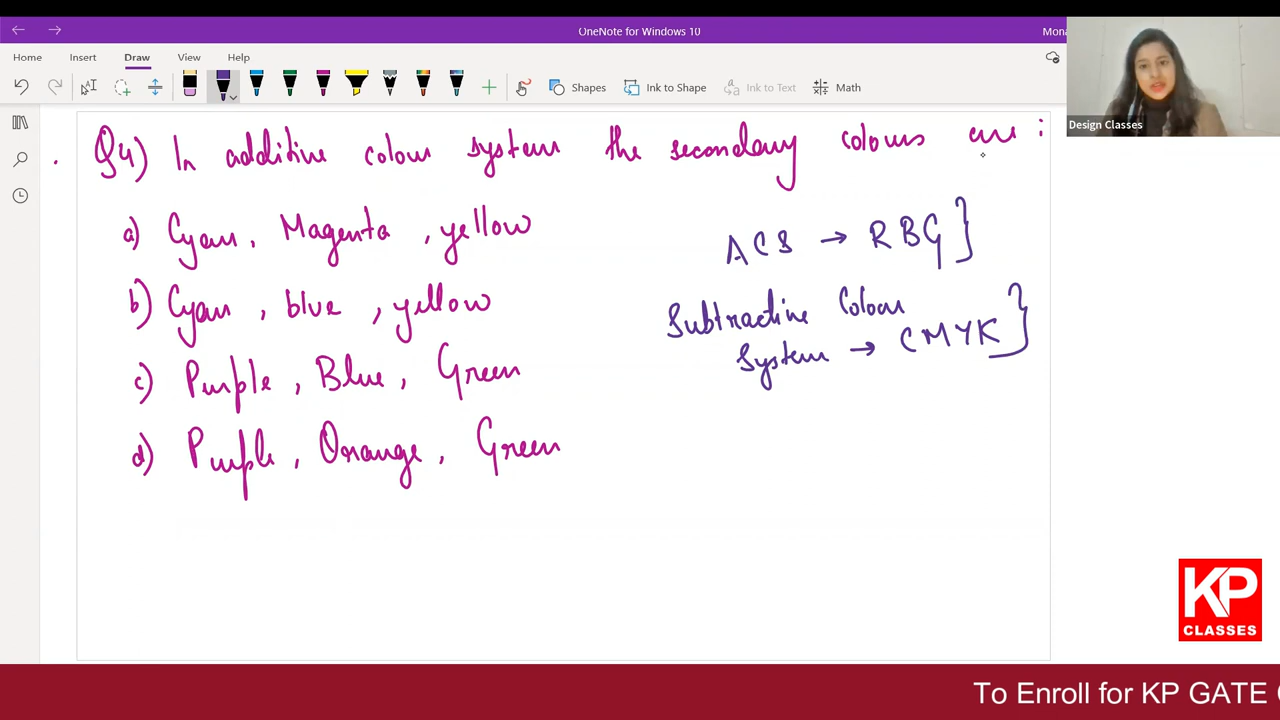 OneNote for Windows 10
Mona
Home Insert Draw View Help
Shapes Ink to Shape Ink to Text Math
Design Classes
Q4) In additive colour system the secondary colours are :
a) Cyan, Magenta, yellow
b) Cyan, blue, yellow
c) Purple, Blue, Green
d) Purple, Orange, Green
ACS → RBG}
Subtractive Colour
System → CMYK}
KP
CLASSES
To Enroll for KP GATE